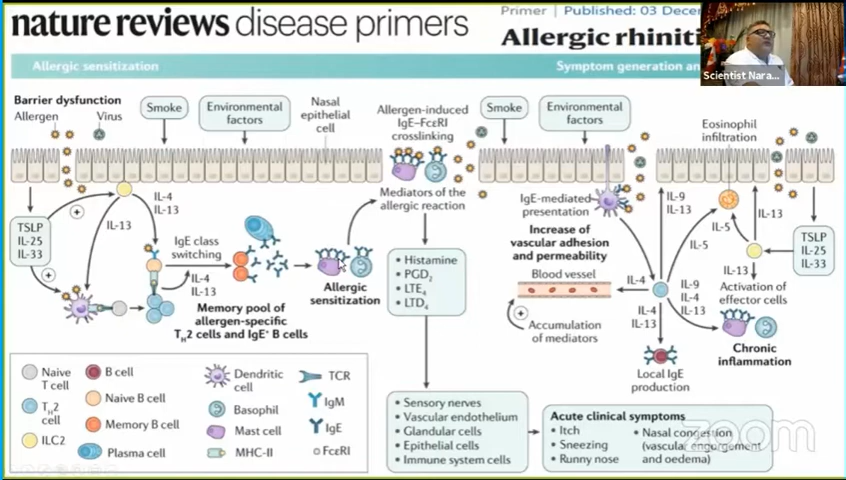 nature reviews disease primers
Primer | Published: 03 Decem
Allergic rhiniti
Scientist Nara...
Allergic sensitization
Symptom generation an
Barrier dysfunction
Allergen
Virus
Smoke
Environmental
factors
Nasal
epithelial
cell
Allergen-induced
IgE–FcεRI
crosslinking
Smoke
Environmental
factors
Eosinophil
infiltration
TSLP
IL-25
IL-33
+
+
IL-4
IL-13
IL-13
IgE class
switching
IL-4
IL-13
Memory pool of
allergen-specific
TH2 cells and IgE+ B cells
Allergic
sensitization
Mediators of the
allergic reaction
• Histamine
• PGD2
• LTE4
• LTD4
IgE-mediated
presentation
Increase of
vascular adhesion
and permeability
Blood vessel
+
Accumulation
of mediators
IL-4
IL-9
IL-13
IL-5
IL-5
IL-13
IL-9
IL-4
IL-13
IL-4
IL-13
Local IgE
production
IL-13
Activation of
effector cells
Chronic
inflammation
TSLP
IL-25
IL-33
Naive
T cell
TH2
cell
ILC2
B cell
Naive B cell
Memory B cell
Plasma cell
Dendritic
cell
Basophil
Mast cell
MHC-II
TCR
IgM
IgE
FcεRI
• Sensory nerves
• Vascular endothelium
• Glandular cells
• Epithelial cells
• Immune system cells
Acute clinical symptoms
• Itch
• Sneezing
• Runny nose
• Nasal congestion
(vascular engorgement
and oedema)
zoom